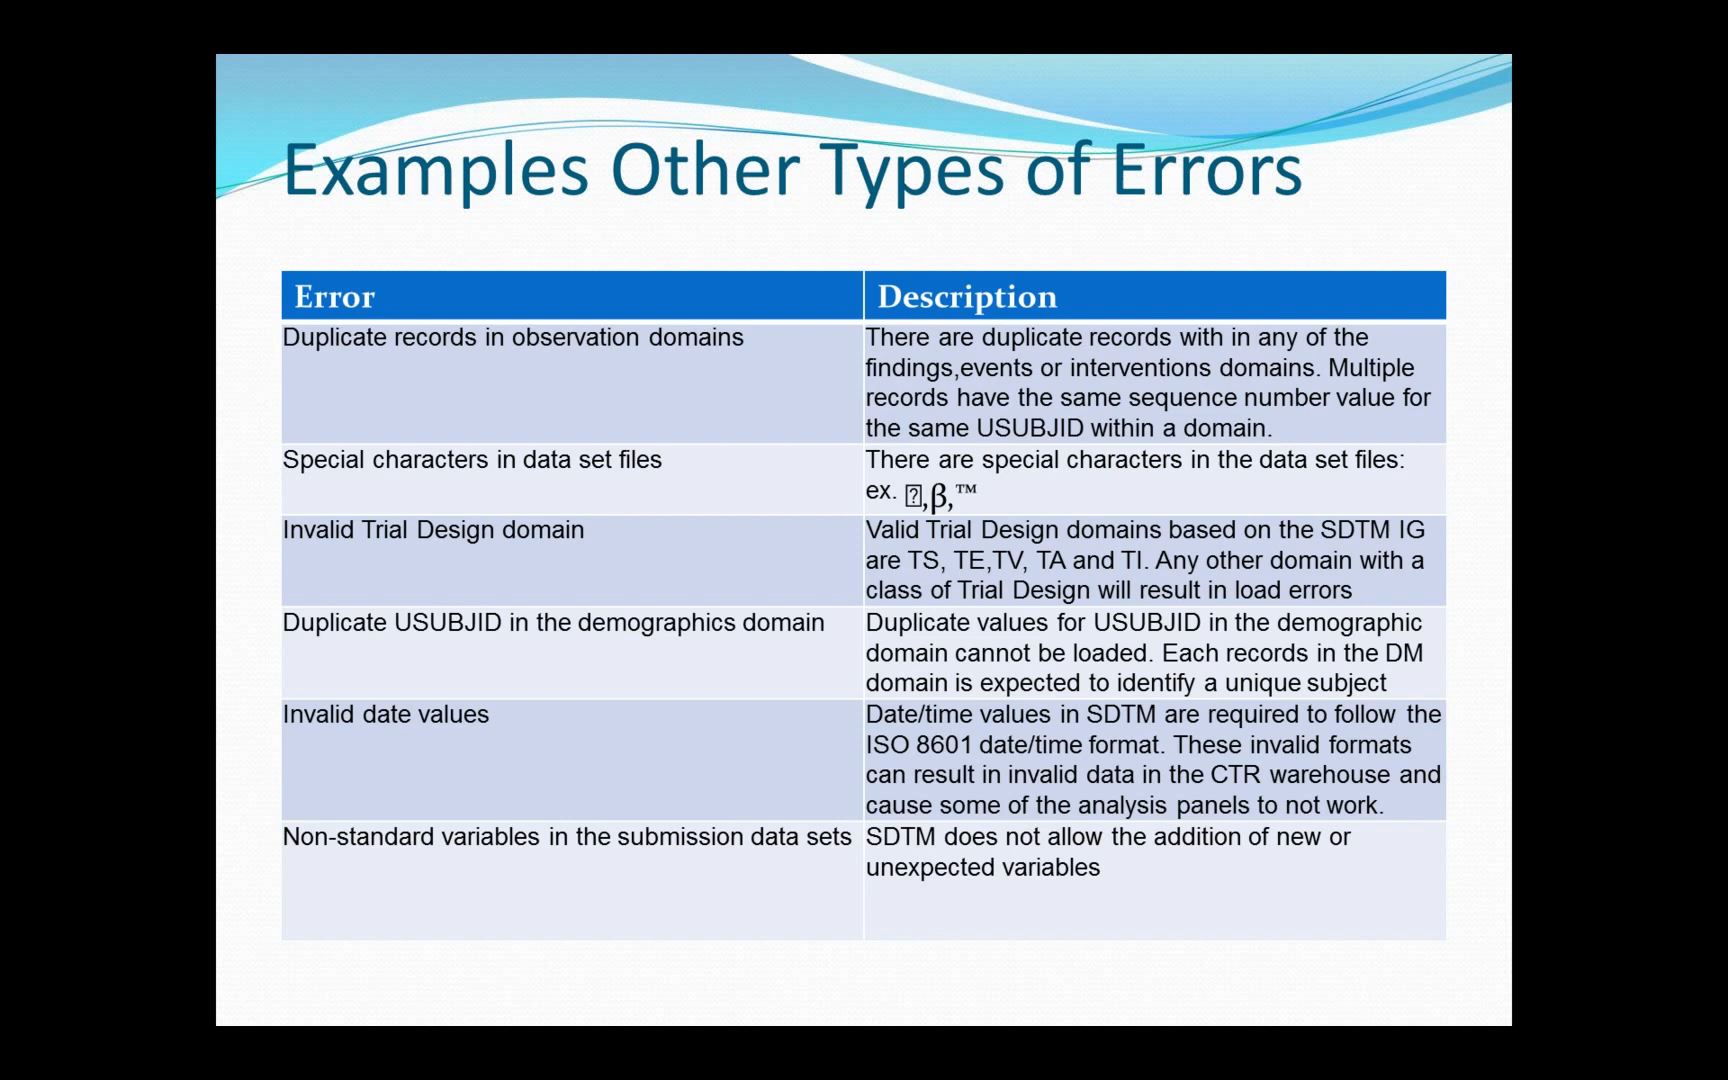 Examples Other Types of Errors
Error
Description
Duplicate records in observation domains
There are duplicate records with in any of the
findings,events or interventions domains. Multiple
records have the same sequence number value for
the same USUBJID within a domain.
Special characters in data set files
There are special characters in the data set files:
ex. ⍰,β,™
Invalid Trial Design domain
Valid Trial Design domains based on the SDTM IG
are TS, TE,TV, TA and TI. Any other domain with a
class of Trial Design will result in load errors
Duplicate USUBJID in the demographics domain
Duplicate values for USUBJID in the demographic
domain cannot be loaded. Each records in the DM
domain is expected to identify a unique subject
Invalid date values
Date/time values in SDTM are required to follow the
ISO 8601 date/time format. These invalid formats
can result in invalid data in the CTR warehouse and
cause some of the analysis panels to not work.
Non-standard variables in the submission data sets
SDTM does not allow the addition of new or
unexpected variables